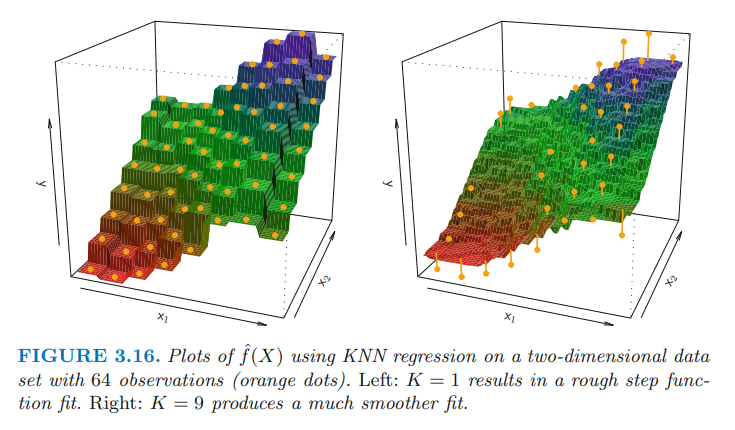 y
x1
x2
y
x1
x2
FIGURE 3.16. Plots of f̂(X) using KNN regression on a two-dimensional data
set with 64 observations (orange dots). Left: K = 1 results in a rough step func-
tion fit. Right: K = 9 produces a much smoother fit.